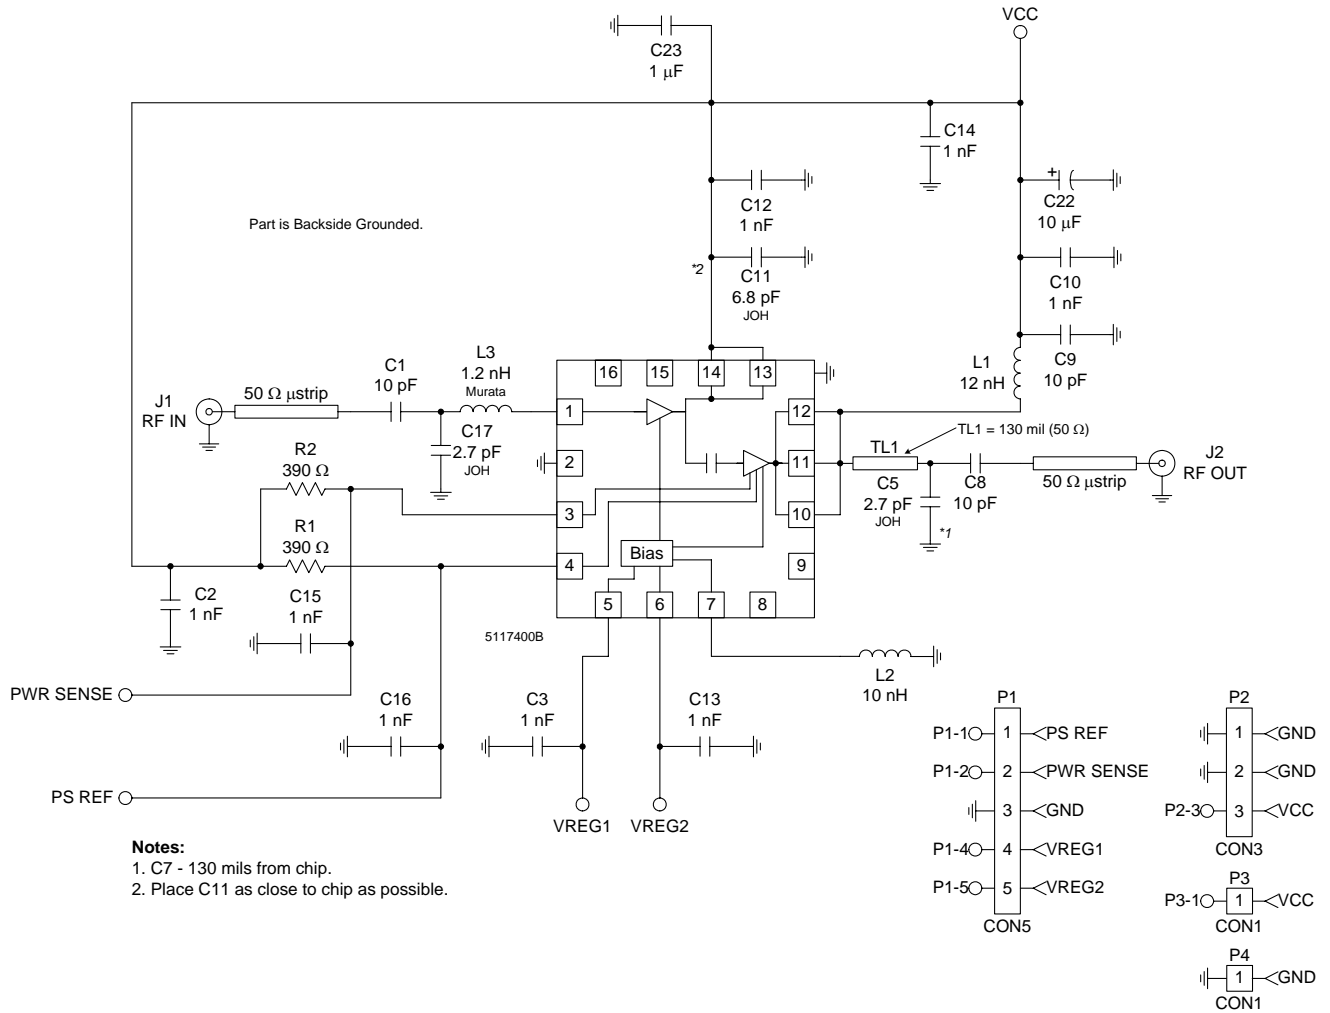 VCC
C23
1 µF
C14
1 nF
+
C12
1 nF
C22
10 µF
Part is Backside Grounded.
*2
C11
6.8 pF
JOH
C10
1 nF
L3
1.2 nH
Murata
C1
10 pF
L1
12 nH
C9
10 pF
16
15
14
13
J1
RF IN
50 Ω µstrip
1
12
C17
2.7 pF
JOH
TL1 = 130 mil (50 Ω)
TL1
2
11
J2
RF OUT
R2
390 Ω
C5
2.7 pF
JOH
C8
10 pF
50 Ω µstrip
3
10
*1
R1
390 Ω
Bias
4
9
C2
1 nF
C15
1 nF
5
6
7
8
5117400B
L2
10 nH
PWR SENSE
C16
1 nF
C3
1 nF
C13
1 nF
PS REF
VREG1
VREG2
P1
P1-1
1
PS REF
P1-2
2
PWR SENSE
3
GND
P1-4
4
VREG1
P1-5
5
VREG2
CON5
P2
1
GND
2
GND
P2-3
3
VCC
CON3
P3
P3-1
1
VCC
CON1
P4
1
GND
CON1
Notes:
1. C7 - 130 mils from chip.
2. Place C11 as close to chip as possible.